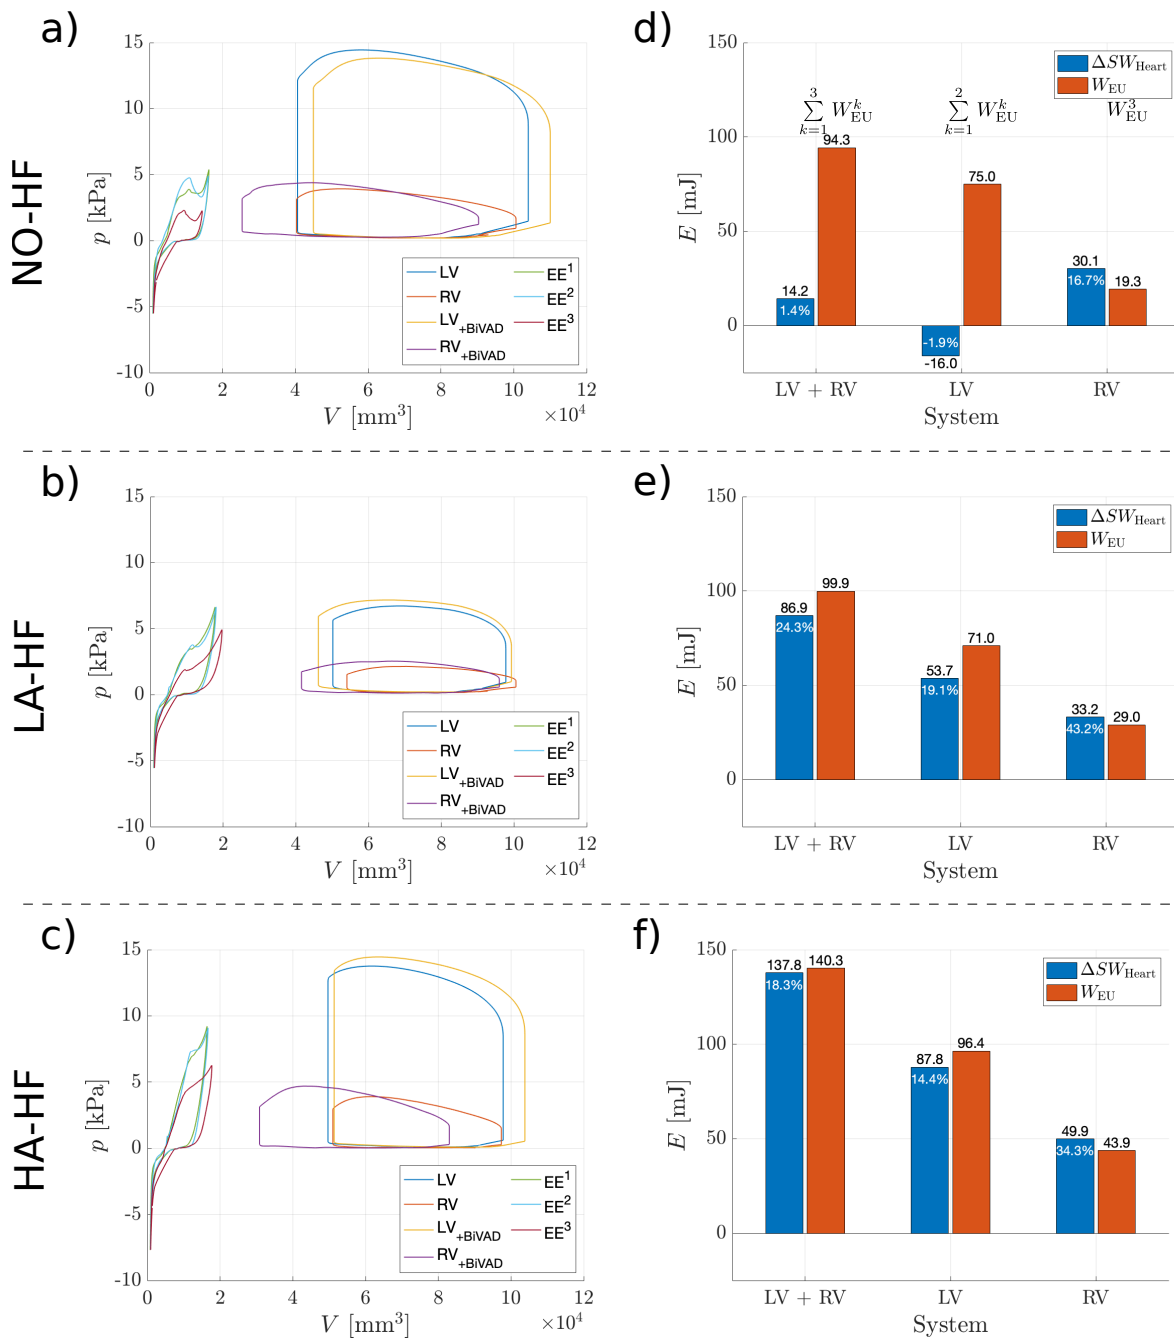 a)
NO-HF
15
10
5
0
-5
-10
p [kPa]
0 2 4 6 8 10 12
V [mm³]
×10⁴
LV
RV
LV+BiVAD
RV+BiVAD
EE¹
EE²
EE³
d)
150
100
50
0
E [mJ]
ΔSW_Heart
W_EU
∑_{k=1}^{3} W_EU^k
∑_{k=1}^{2} W_EU^k
W_EU^3
94.3
75.0
14.2
1.4%
-1.9%
-16.0
30.1
16.7%
19.3
LV + RV LV RV
System
b)
LA-HF
15
10
5
0
-5
-10
p [kPa]
0 2 4 6 8 10 12
V [mm³]
×10⁴
LV
RV
LV+BiVAD
RV+BiVAD
EE¹
EE²
EE³
e)
150
100
50
0
E [mJ]
ΔSW_Heart
W_EU
86.9
24.3%
99.9
53.7
19.1%
71.0
33.2
43.2%
29.0
LV + RV LV RV
System
c)
HA-HF
15
10
5
0
-5
-10
p [kPa]
0 2 4 6 8 10 12
V [mm³]
×10⁴
LV
RV
LV+BiVAD
RV+BiVAD
EE¹
EE²
EE³
f)
150
100
50
0
E [mJ]
ΔSW_Heart
W_EU
137.8
18.3%
140.3
87.8
14.4%
96.4
49.9
34.3%
43.9
LV + RV LV RV
System